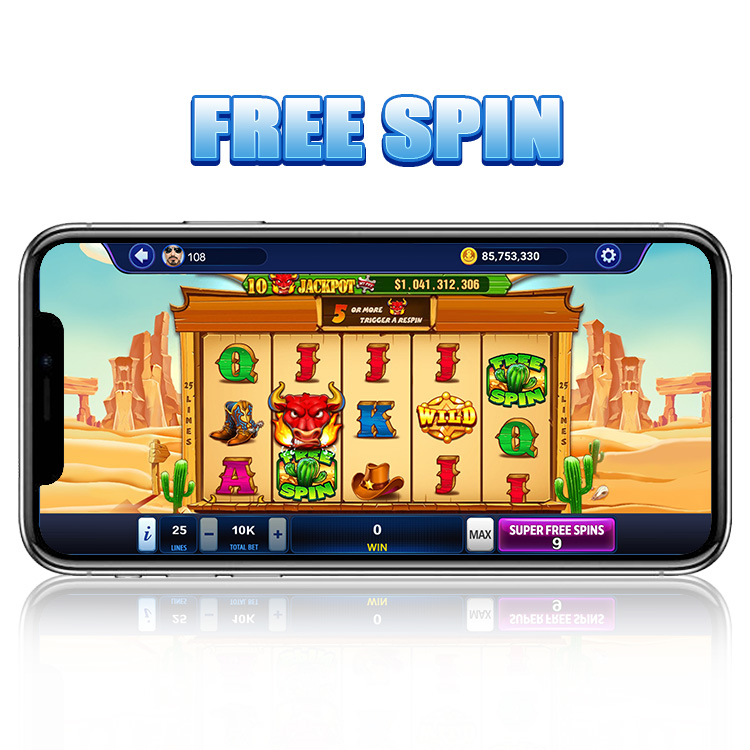 FREE SPIN
108
85,753,330
10 JACKPOT $1,041,312,306
5 OR MORE
TRIGGER A RESPIN
Q J J J FREE SPIN
25 LINES
25 LINES
K WILD Q
A FREE SPIN J J
i 25 LINES
- 10K +
TOTAL BET
0
WIN
MAX
SUPER FREE SPINS
9